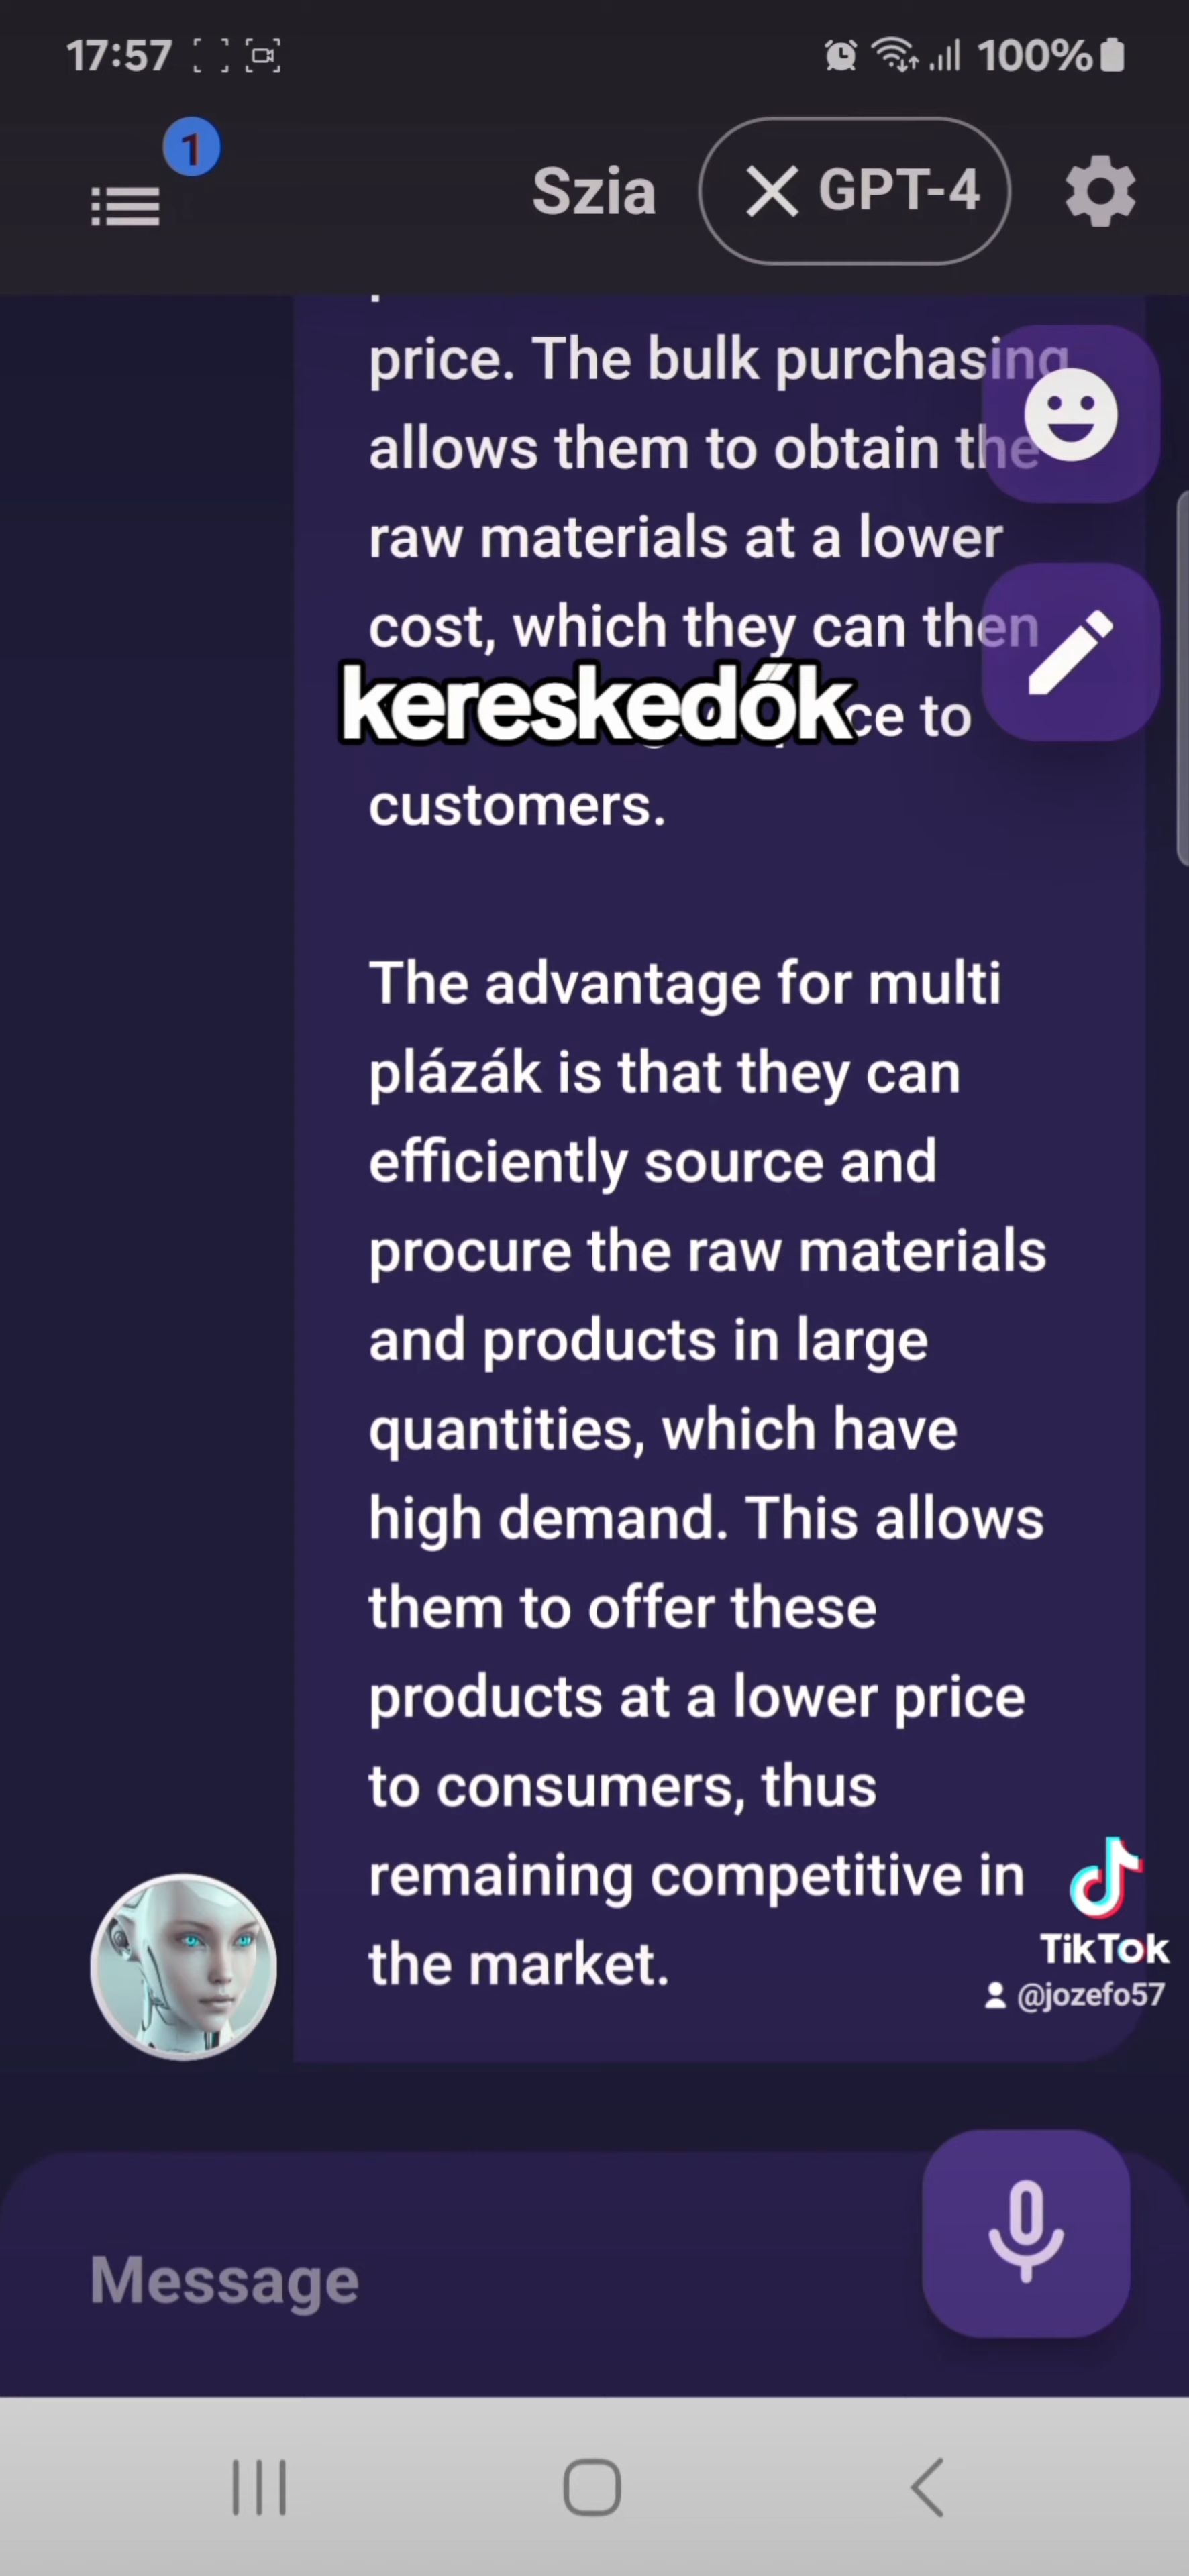 17:57
100%
1
Szia
GPT-4
price. The bulk purchasing
allows them to obtain the
raw materials at a lower
cost, which they can then
kereskedők
to
customers.
The advantage for multi
plázák is that they can
efficiently source and
procure the raw materials
and products in large
quantities, which have
high demand. This allows
them to offer these
products at a lower price
to consumers, thus
remaining competitive in
the market.
TikTok
@jozefo57
Message